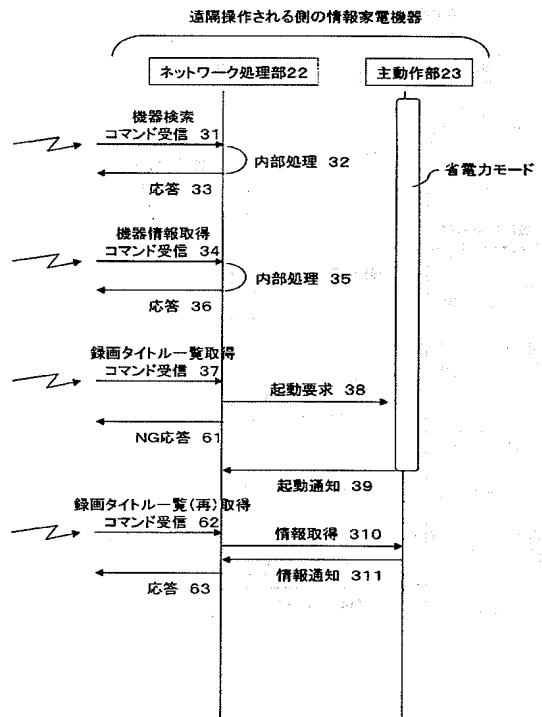 遠隔操作される側の情報家電機器
ネットワーク処理部22
主動作部23
機器検索
コマンド受信 31
内部処理 32
省電力モード
応答 33
機器情報取得
コマンド受信 34
内部処理 35
応答 36
録画タイトル一覧取得
コマンド受信 37
起動要求 38
NG応答 61
起動通知 39
録画タイトル一覧(再)取得
コマンド受信 62
情報取得 310
情報通知 311
応答 63